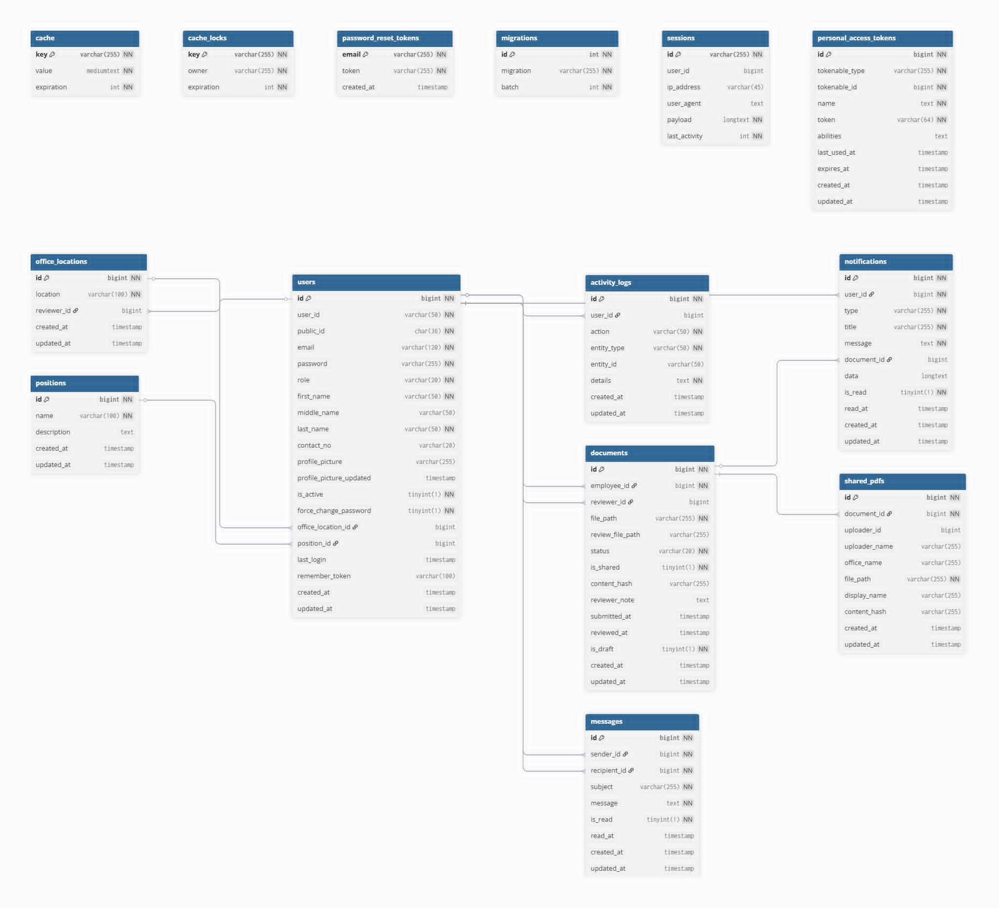 cache
key varchar(255) NN
value mediumtext NN
expiration int NN
cache_locks
key varchar(255) NN
owner varchar(255) NN
expiration int NN
password_reset_tokens
email varchar(255) NN
token varchar(255) NN
created_at timestamp
migrations
id int NN
migration varchar(255) NN
batch int NN
sessions
id varchar(255) NN
user_id bigint
ip_address varchar(45)
user_agent text
payload longtext NN
last_activity int NN
personal_access_tokens
id bigint NN
tokenable_type varchar(255) NN
tokenable_id bigint NN
name text NN
token varchar(64) NN
abilities text
last_used_at timestamp
expires_at timestamp
created_at timestamp
updated_at timestamp
office_locations
id bigint NN
location varchar(100) NN
reviewer_id bigint
created_at timestamp
updated_at timestamp
positions
id bigint NN
name varchar(100) NN
description text
created_at timestamp
updated_at timestamp
users
id bigint NN
user_id varchar(50) NN
public_id char(36) NN
email varchar(120) NN
password varchar(255) NN
role varchar(20) NN
first_name varchar(50) NN
middle_name varchar(50)
last_name varchar(50) NN
contact_no varchar(20)
profile_picture varchar(255)
profile_picture_updated timestamp
is_active tinyint(1) NN
force_change_password tinyint(1) NN
office_location_id bigint
position_id bigint
last_login timestamp
remember_token varchar(100)
created_at timestamp
updated_at timestamp
activity_logs
id bigint NN
user_id bigint
action varchar(50) NN
entity_type varchar(50) NN
entity_id varchar(50)
details text NN
created_at timestamp
updated_at timestamp
documents
id bigint NN
employee_id bigint NN
reviewer_id bigint
file_path varchar(255) NN
review_file_path varchar(255)
status varchar(20) NN
is_shared tinyint(1) NN
content_hash varchar(255)
reviewer_note text
submitted_at timestamp
reviewed_at timestamp
is_draft tinyint(1) NN
created_at timestamp
updated_at timestamp
messages
id bigint NN
sender_id bigint NN
recipient_id bigint NN
subject varchar(255) NN
message text NN
is_read tinyint(1) NN
read_at timestamp
created_at timestamp
updated_at timestamp
notifications
id bigint NN
user_id bigint NN
type varchar(255) NN
title varchar(255) NN
message text NN
document_id bigint
data longtext
is_read tinyint(1) NN
read_at timestamp
created_at timestamp
updated_at timestamp
shared_pdfs
id bigint NN
document_id bigint NN
uploader_id bigint
uploader_name varchar(255)
office_name varchar(255)
file_path varchar(255) NN
display_name varchar(255)
content_hash varchar(255)
created_at timestamp
updated_at timestamp